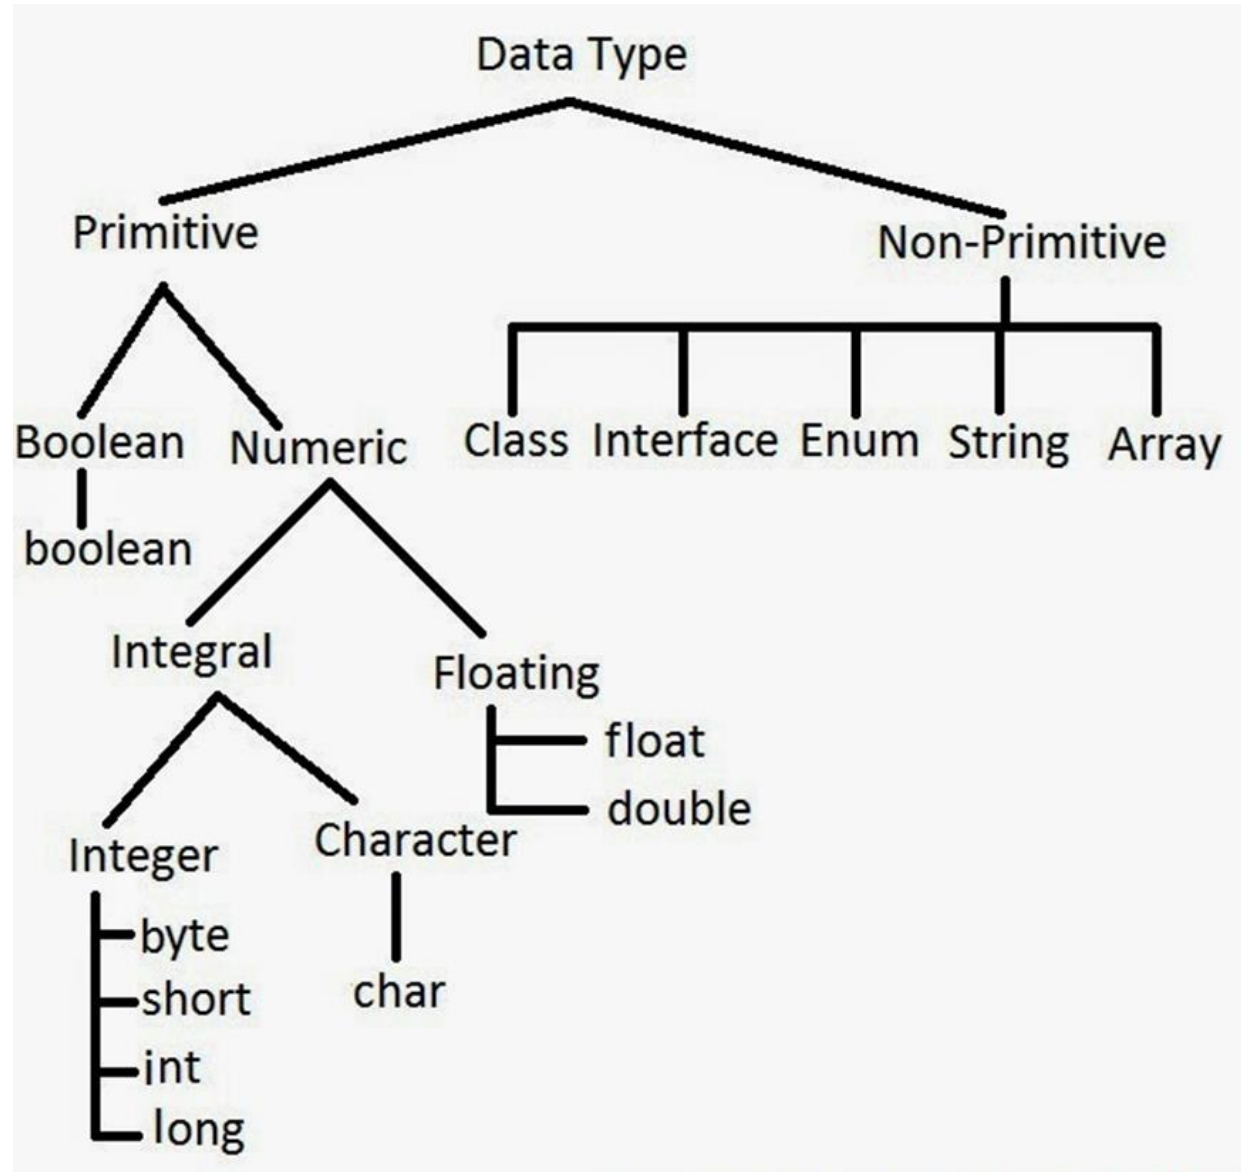 Data Type
Primitive
Non-Primitive
Boolean
Numeric
Class
Interface
Enum
String
Array
boolean
Integral
Floating
float
double
Integer
Character
byte
short
int
long
char